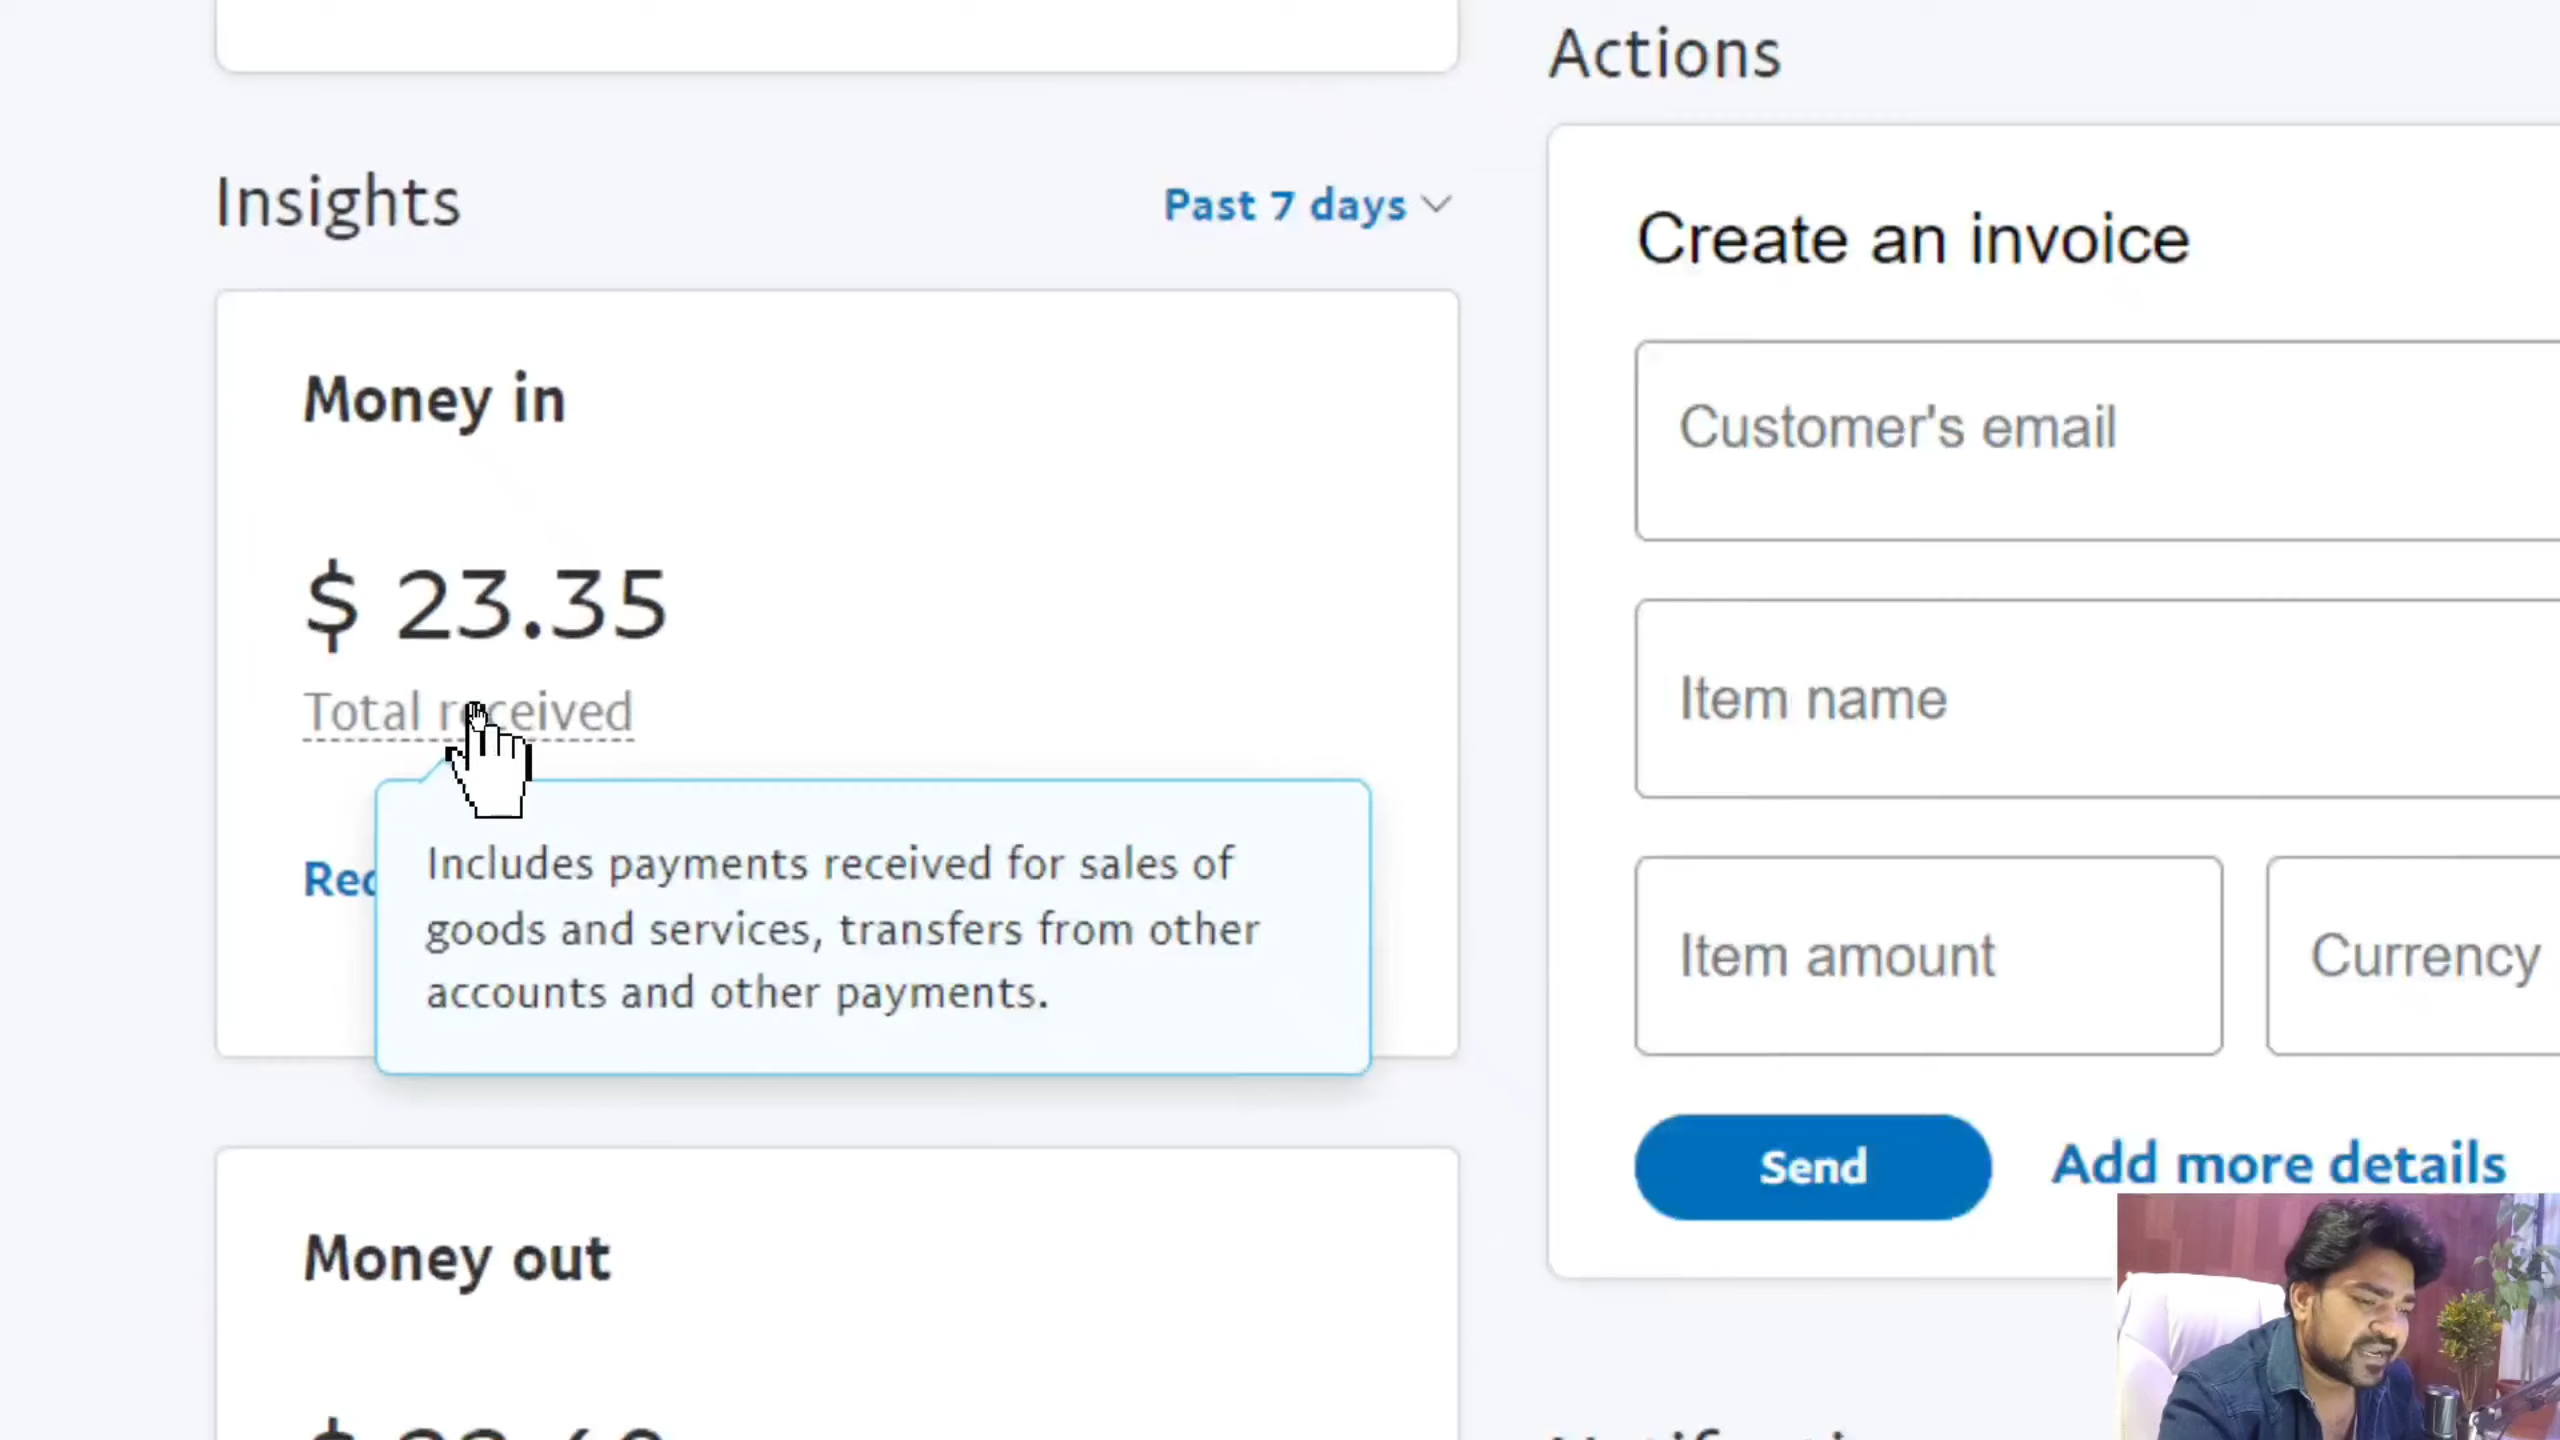 Insights
Past 7 days
Money in
$ 23.35
Total received
Includes payments received for sales of
goods and services, transfers from other
accounts and other payments.
Money out
Actions
Create an invoice
Customer's email
Item name
Item amount
Currency
Send
Add more details